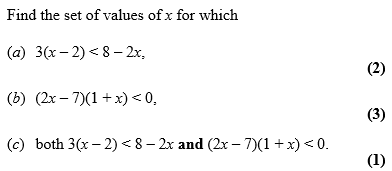 Find the set of values of x for which
(a) 3(x – 2) < 8 – 2x,
(2)
(b) (2x – 7)(1 + x) < 0,
(3)
(c) both 3(x – 2) < 8 – 2x and (2x – 7)(1 + x) < 0.
(1)